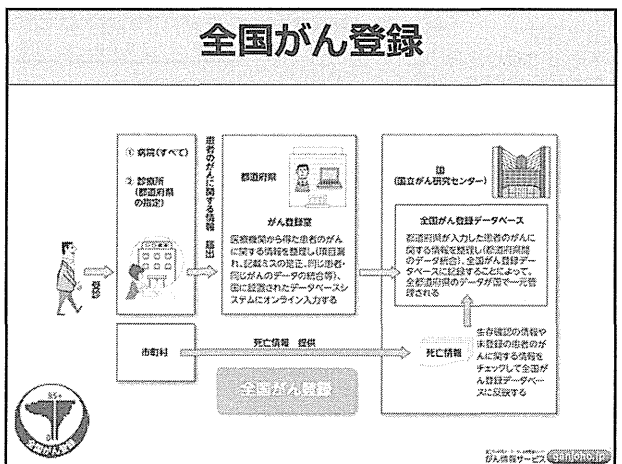 全国がん登録
① 病院(すべて)
② 診療所
(都道府県
の指定)
受診
患者のがんに関する情報 届出
都道府県
がん登録室
医療機関から得た患者のがん
に関する情報を整理し(項目漏
れ、記載ミスの是正、同じ患者・
同じがんのデータの統合等)、
国に設置されたデータベースシ
ステムにオンライン入力する
国
(国立がん研究センター)
全国がん登録データベース
都道府県が入力した患者のがんに
関する情報を整理し(都道府県間
のデータ統合)、全国がん登録デー
タベースに記録することによって、
全都道府県のデータが国で一元管
理される
市町村
死亡情報 提供
死亡情報
生存確認の情報や
未登録の患者のが
んに関する情報を
チェックして全国が
ん登録データベー
スに反映する
全国がん登録
85+
0
全国がん登録
がん情報サービス ganjoho.jp